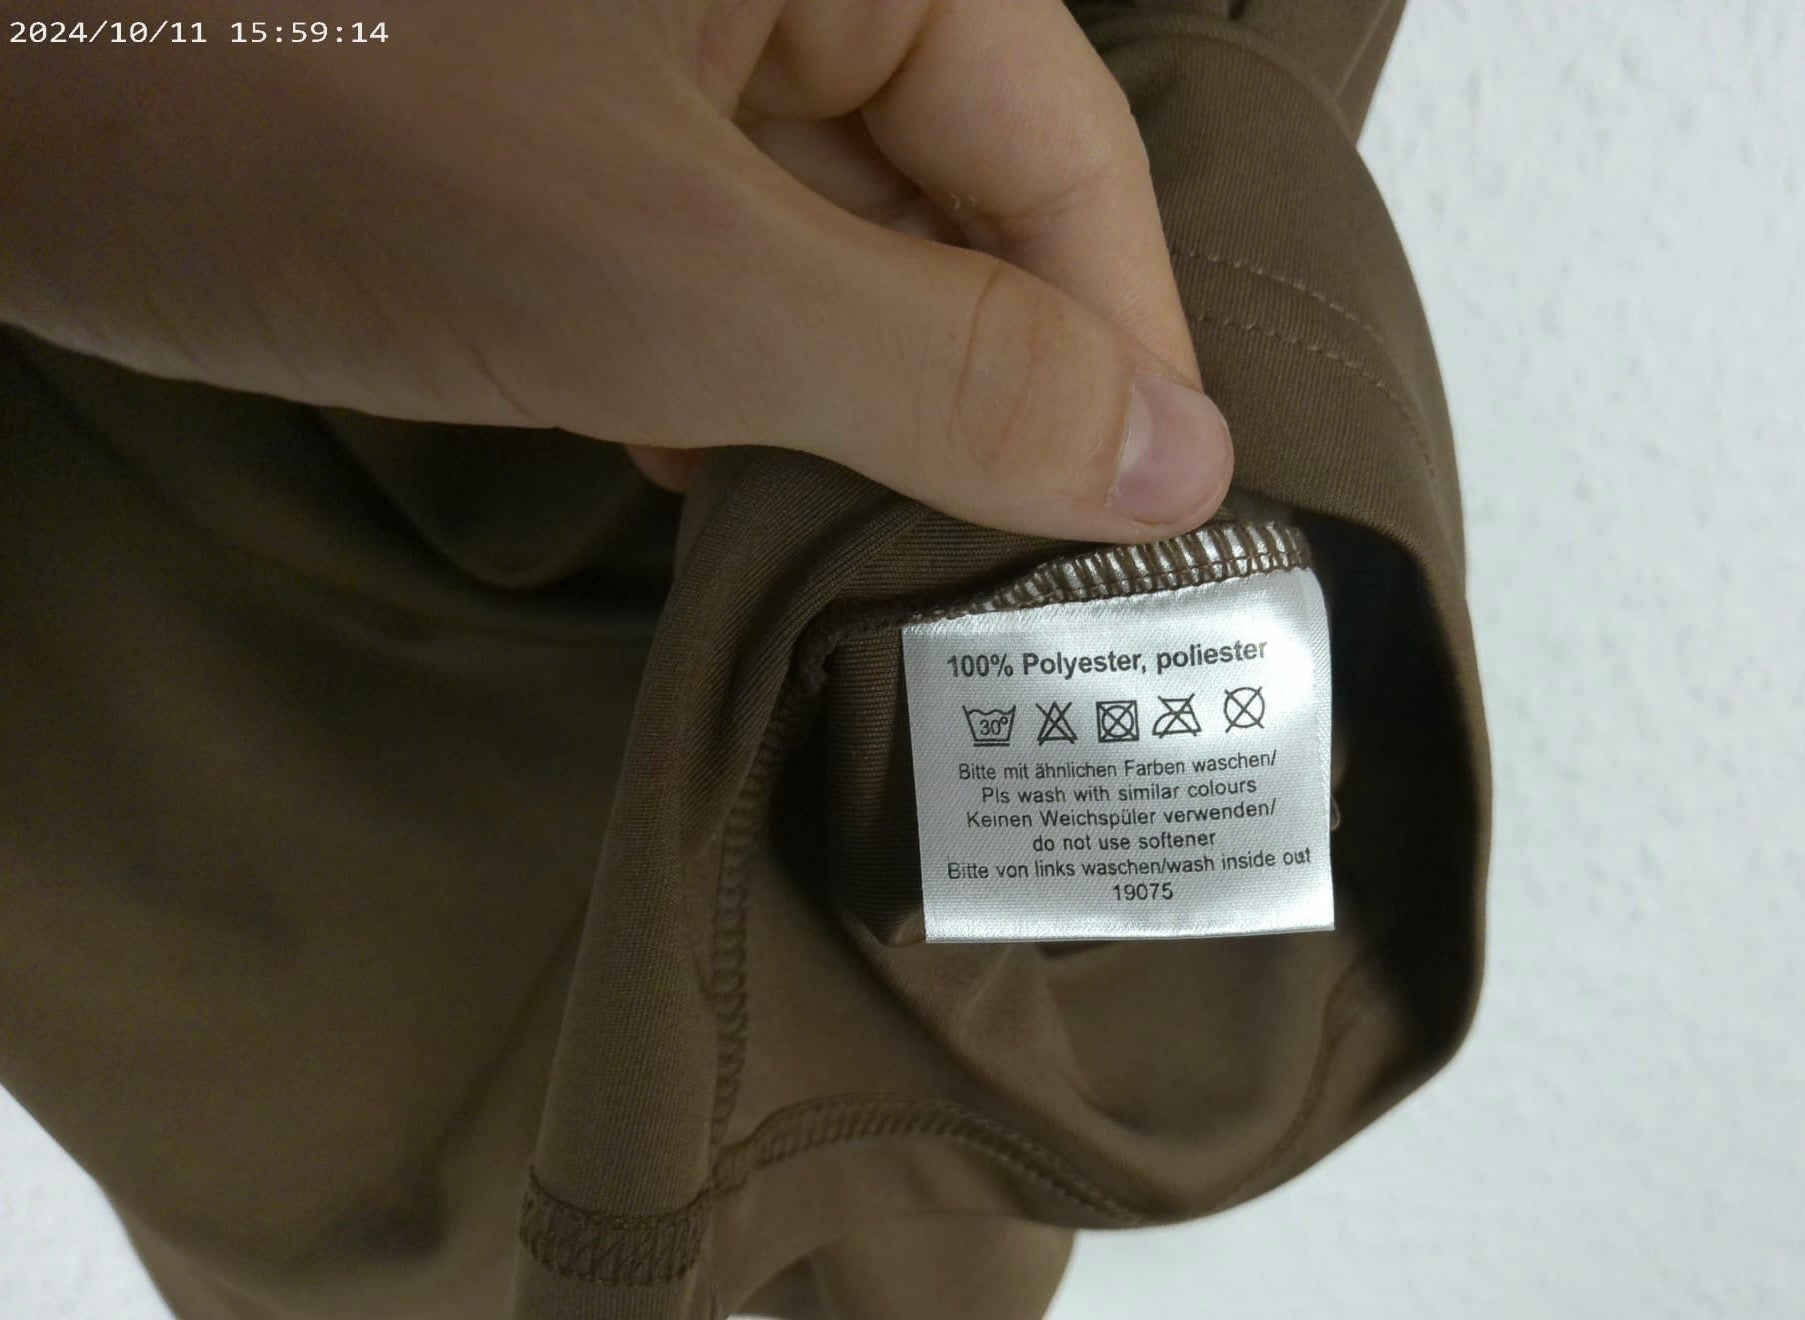 2024/10/11 15:59:14
100% Polyester, poliester
30°
Bitte mit ähnlichen Farben waschen/
Pls wash with similar colours
Keinen Weichspüler verwenden/
do not use softener
Bitte von links waschen/wash inside out
19075